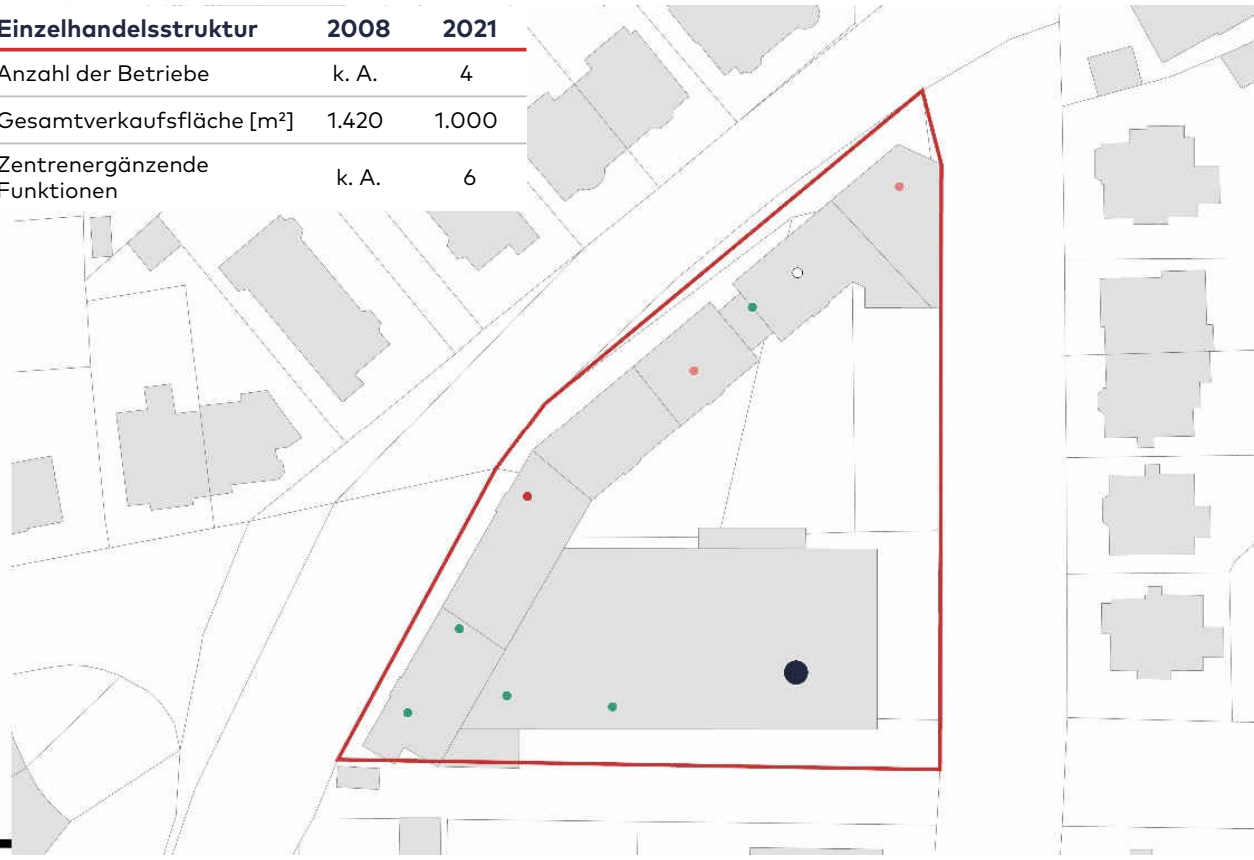 Einzelhandelsstruktur 2008 2021
Anzahl der Betriebe k. A. 4
Gesamtverkaufsfläche [m²] 1.420 1.000
Zentrenergänzende
Funktionen k. A. 6